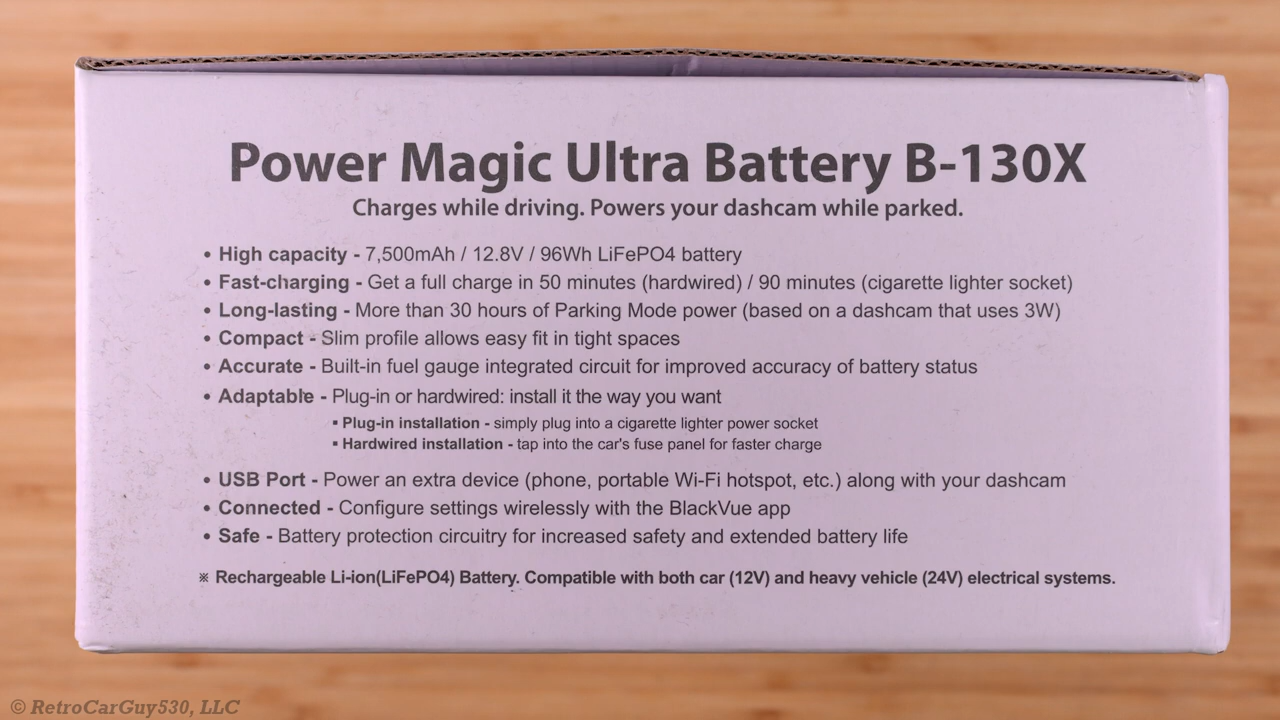 Power Magic Ultra Battery B-130X
Charges while driving. Powers your dashcam while parked.
• High capacity - 7,500mAh / 12.8V / 96Wh LiFePO4 battery
• Fast-charging - Get a full charge in 50 minutes (hardwired) / 90 minutes (cigarette lighter socket)
• Long-lasting - More than 30 hours of Parking Mode power (based on a dashcam that uses 3W)
• Compact - Slim profile allows easy fit in tight spaces
• Accurate - Built-in fuel gauge integrated circuit for improved accuracy of battery status
• Adaptable - Plug-in or hardwired: install it the way you want
▪ Plug-in installation - simply plug into a cigarette lighter power socket
▪ Hardwired installation - tap into the car's fuse panel for faster charge
• USB Port - Power an extra device (phone, portable Wi-Fi hotspot, etc.) along with your dashcam
• Connected - Configure settings wirelessly with the BlackVue app
• Safe - Battery protection circuitry for increased safety and extended battery life
※ Rechargeable Li-ion(LiFePO4) Battery. Compatible with both car (12V) and heavy vehicle (24V) electrical systems.
© RetroCarGuy530, LLC